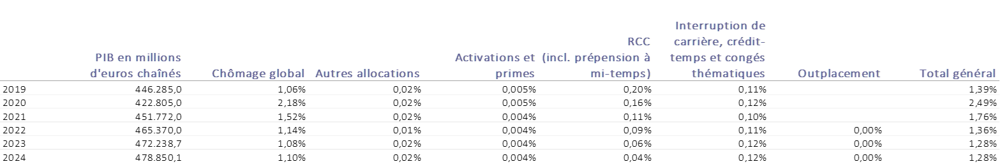 Interruption de
RCC carrière, crédit-
PIB en millions Activations et (incl. prépension à temps et congés
d'euros chaînés Chômage global Autres allocations primes mi-temps) thématiques Outplacement Total général
2019 446.285,0 1,06% 0,02% 0,005% 0,20% 0,11% 1,39%
2020 422.805,0 2,18% 0,02% 0,005% 0,16% 0,12% 2,49%
2021 451.772,0 1,52% 0,02% 0,004% 0,11% 0,10% 1,76%
2022 465.370,0 1,14% 0,01% 0,004% 0,09% 0,11% 0,00% 1,36%
2023 472.238,7 1,08% 0,02% 0,004% 0,06% 0,12% 0,00% 1,28%
2024 478.850,1 1,10% 0,02% 0,004% 0,04% 0,12% 0,00% 1,28%